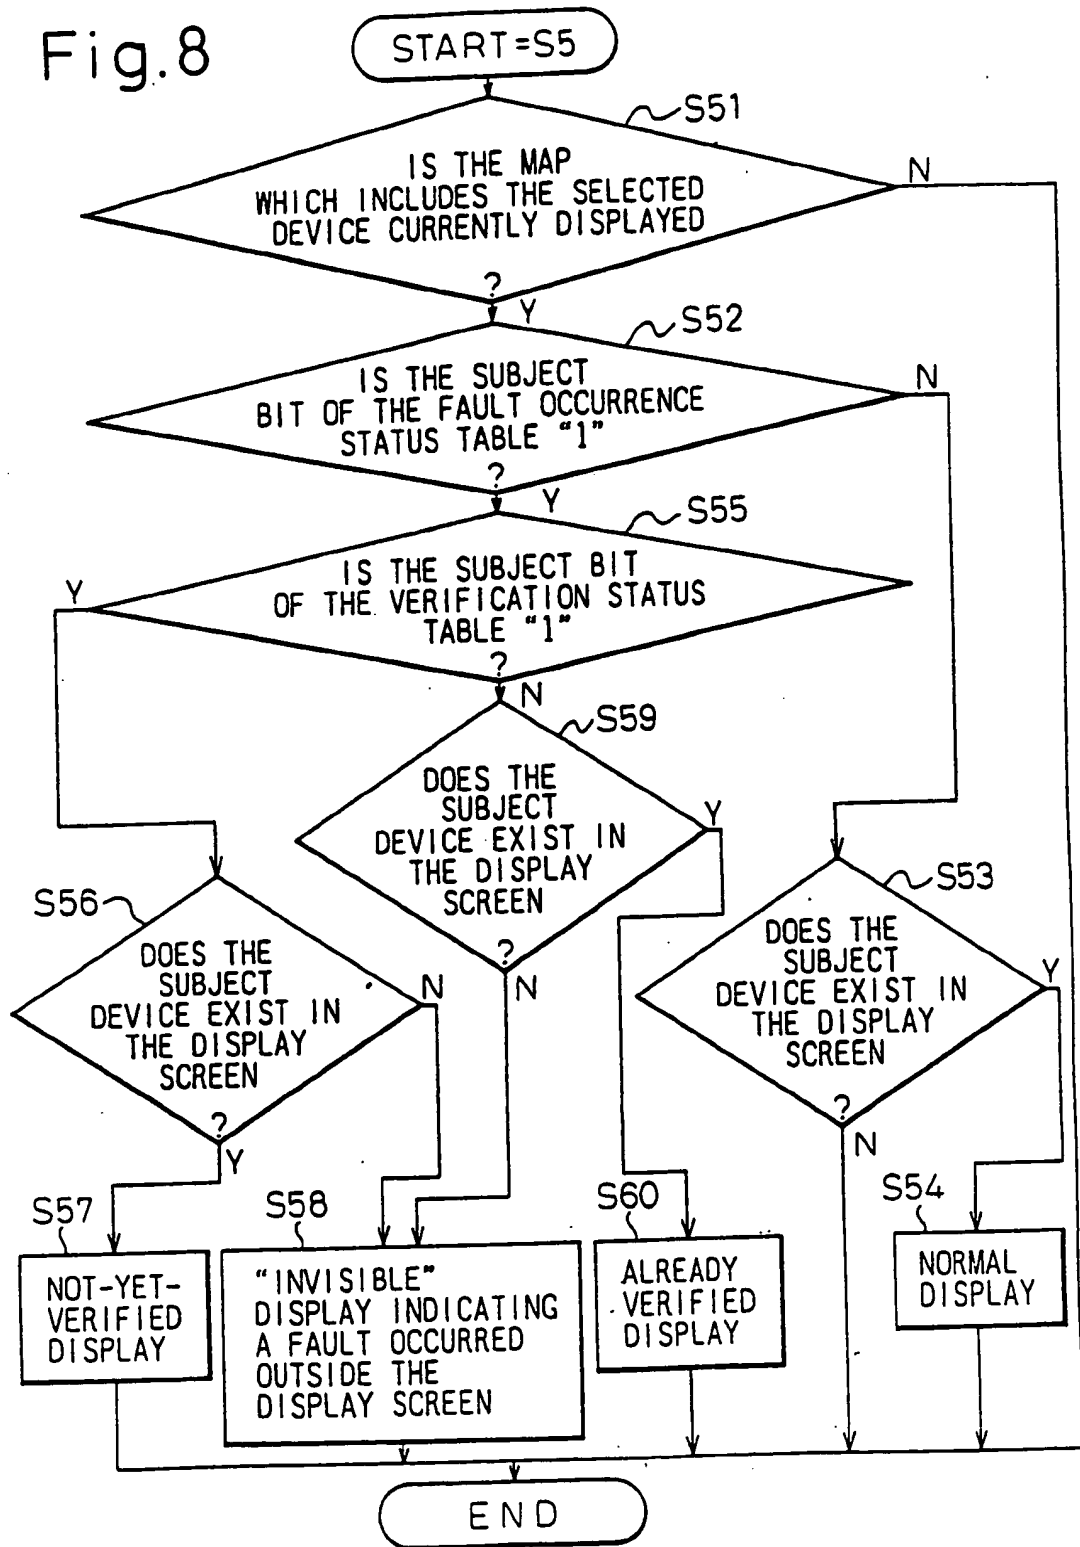 Fig.8
START=S5
S51
IS THE MAP
WHICH INCLUDES THE SELECTED
DEVICE CURRENTLY DISPLAYED
?
N
Y
S52
IS THE SUBJECT
BIT OF THE FAULT OCCURRENCE
STATUS TABLE “1”
?
N
Y
S55
IS THE SUBJECT BIT
OF THE VERIFICATION STATUS
TABLE “1”
?
Y
N
S59
DOES THE
SUBJECT
DEVICE EXIST IN
THE DISPLAY
SCREEN
?
Y
N
S56
DOES THE
SUBJECT
DEVICE EXIST IN
THE DISPLAY
SCREEN
?
N
Y
S53
DOES THE
SUBJECT
DEVICE EXIST IN
THE DISPLAY
SCREEN
?
Y
N
S57
NOT-YET-
VERIFIED
DISPLAY
S58
“INVISIBLE”
DISPLAY INDICATING
A FAULT OCCURRED
OUTSIDE THE
DISPLAY SCREEN
S60
ALREADY
VERIFIED
DISPLAY
S54
NORMAL
DISPLAY
END